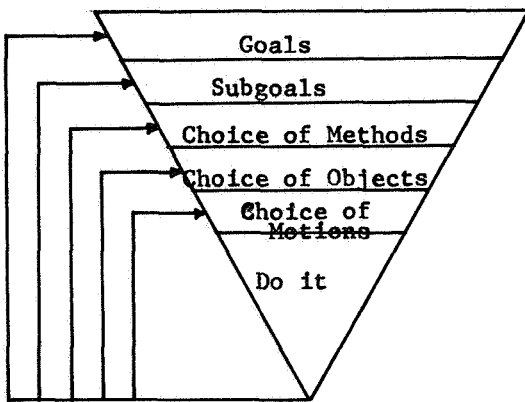 Goals
Subgoals
Choice of Methods
Choice of Objects
Choice of
Motions
Do it